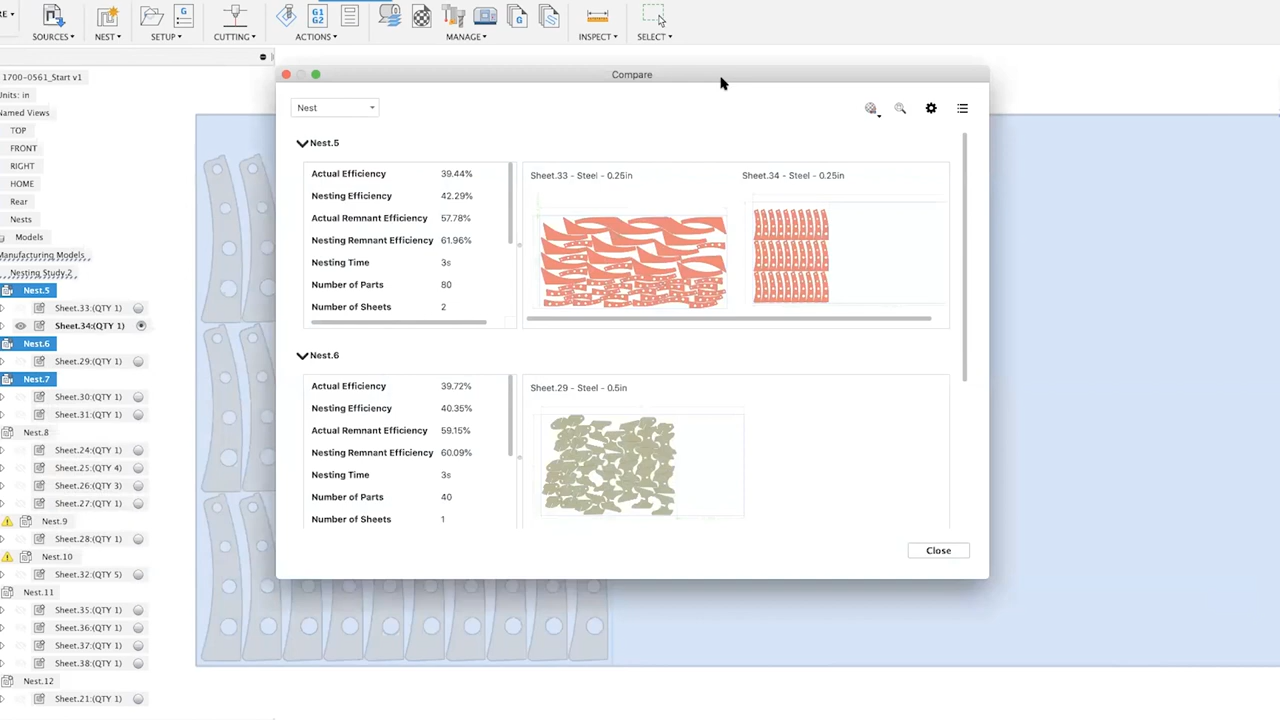 SOURCES
NEST
SETUP
CUTTING
G1
G2
ACTIONS
MANAGE
INSPECT
SELECT
1700-0561_Start v1
Units: in
Named Views
TOP
FRONT
RIGHT
HOME
Rear
Nests
Models
Manufacturing Models
Nesting Study.2
Nest.5
Sheet.33:(QTY 1)
Sheet.34:(QTY 1)
Nest.6
Sheet.29:(QTY 1)
Nest.7
Sheet.30:(QTY 1)
Sheet.31:(QTY 1)
Nest.8
Sheet.24:(QTY 1)
Sheet.25:(QTY 4)
Sheet.26:(QTY 3)
Sheet.27:(QTY 1)
Nest.9
Sheet.28:(QTY 1)
Nest.10
Sheet.32:(QTY 5)
Nest.11
Sheet.35:(QTY 1)
Sheet.36:(QTY 1)
Sheet.37:(QTY 1)
Sheet.38:(QTY 1)
Nest.12
Sheet.21:(QTY 1)
Compare
Nest
Nest.5
Actual Efficiency 39.44%
Nesting Efficiency 42.29%
Actual Remnant Efficiency 57.78%
Nesting Remnant Efficiency 61.96%
Nesting Time 3s
Number of Parts 80
Number of Sheets 2
Sheet.33 - Steel - 0.25in
Sheet.34 - Steel - 0.25in
Nest.6
Actual Efficiency 39.72%
Nesting Efficiency 40.35%
Actual Remnant Efficiency 59.15%
Nesting Remnant Efficiency 60.09%
Nesting Time 3s
Number of Parts 40
Number of Sheets 1
Sheet.29 - Steel - 0.5in
Close